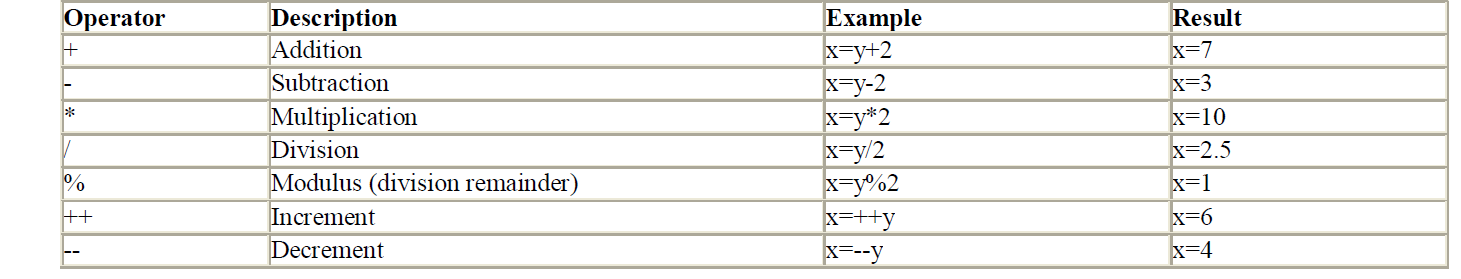 Operator Description Example Result
+ Addition x=y+2 x=7
- Subtraction x=y-2 x=3
* Multiplication x=y*2 x=10
/ Division x=y/2 x=2.5
% Modulus (division remainder) x=y%2 x=1
++ Increment x=++y x=6
-- Decrement x=--y x=4